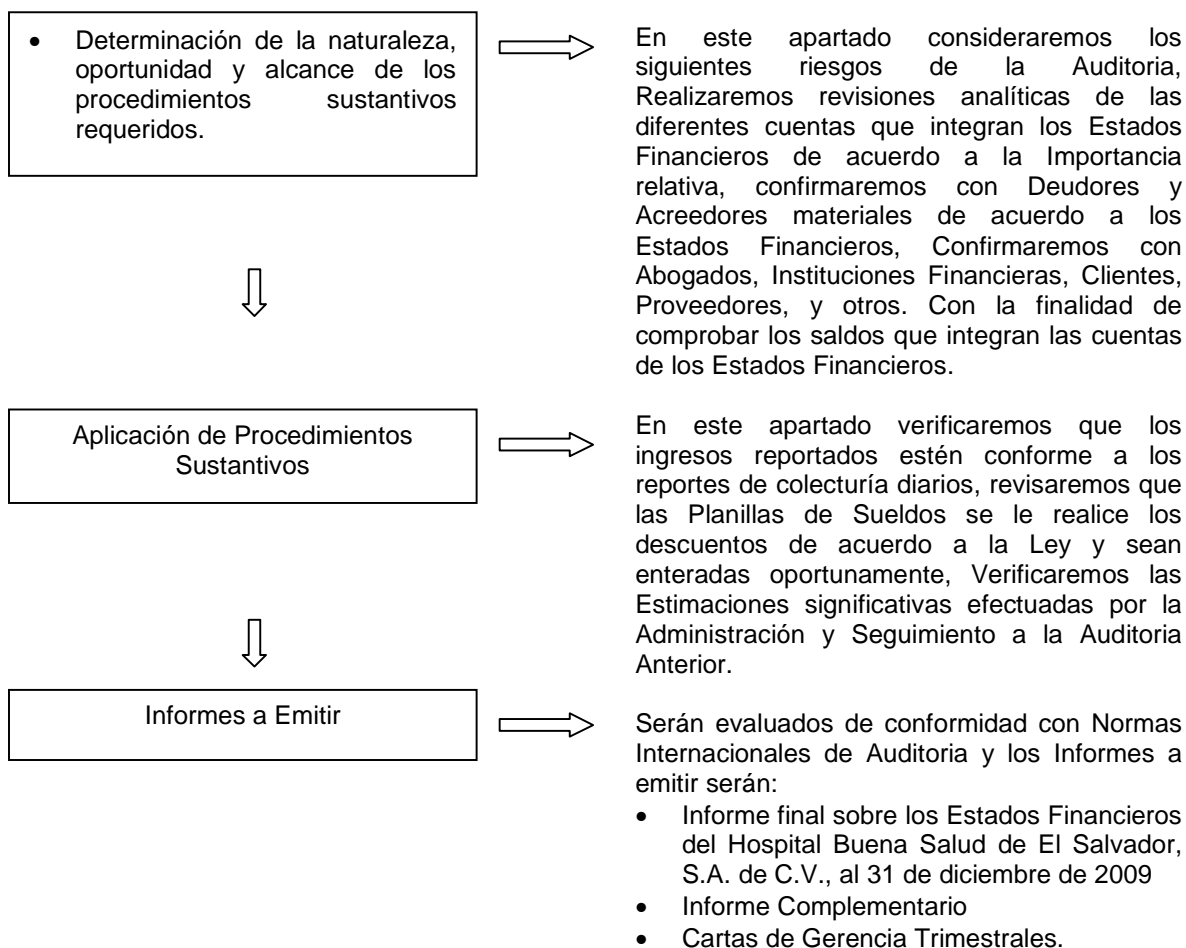 • Determinación de la naturaleza,
oportunidad y alcance de los
procedimientos sustantivos
requeridos.
En este apartado consideraremos los
siguientes riesgos de la Auditoria,
Realizaremos revisiones analíticas de las
diferentes cuentas que integran los Estados
Financieros de acuerdo a la Importancia
relativa, confirmaremos con Deudores y
Acreedores materiales de acuerdo a los
Estados Financieros, Confirmaremos con
Abogados, Instituciones Financieras, Clientes,
Proveedores, y otros. Con la finalidad de
comprobar los saldos que integran las cuentas
de los Estados Financieros.
Aplicación de Procedimientos
Sustantivos
En este apartado verificaremos que los
ingresos reportados estén conforme a los
reportes de colecturía diarios, revisaremos que
las Planillas de Sueldos se le realice los
descuentos de acuerdo a la Ley y sean
enteradas oportunamente, Verificaremos las
Estimaciones significativas efectuadas por la
Administración y Seguimiento a la Auditoria
Anterior.
Informes a Emitir
Serán evaluados de conformidad con Normas
Internacionales de Auditoria y los Informes a
emitir serán:
• Informe final sobre los Estados Financieros
del Hospital Buena Salud de El Salvador,
S.A. de C.V., al 31 de diciembre de 2009
• Informe Complementario
• Cartas de Gerencia Trimestrales.